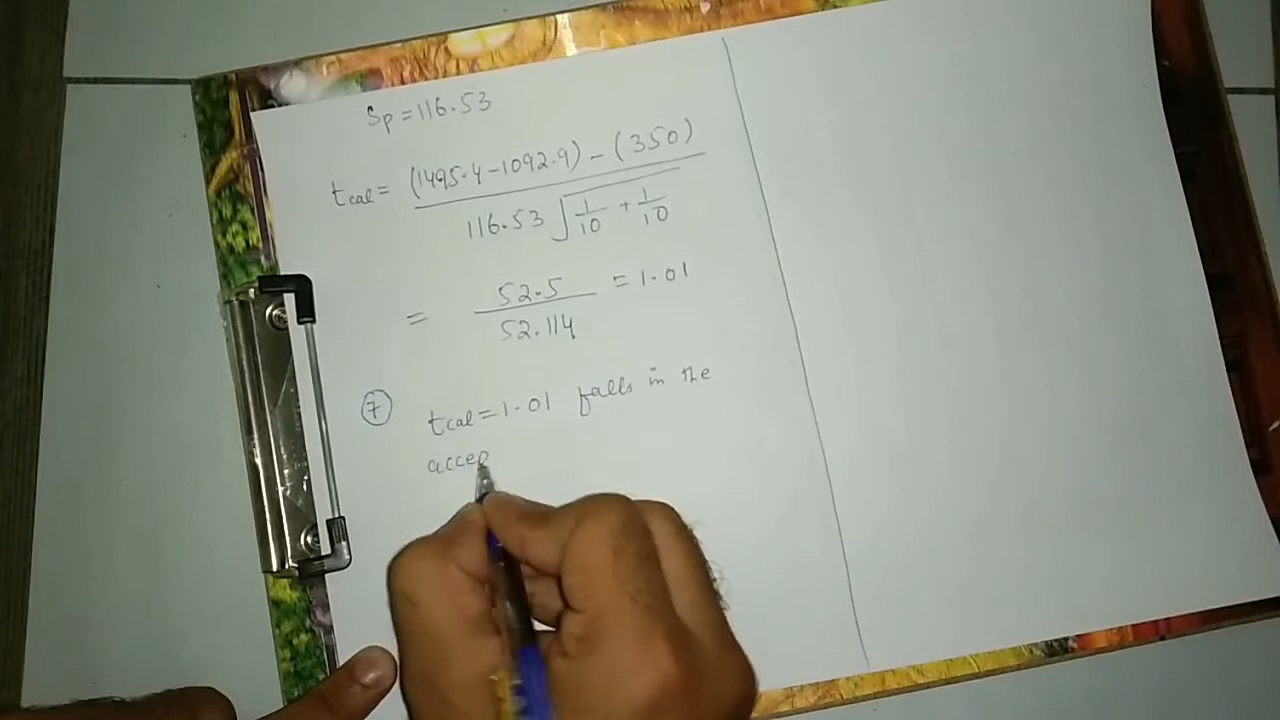 Sp = 116.53
tcal = (1495.4 - 1092.9) - (350)
116.53 √ 1/10 + 1/10
= 52.5 / 52.114 = 1.01
7 tcal = 1.01 falls in the
accep